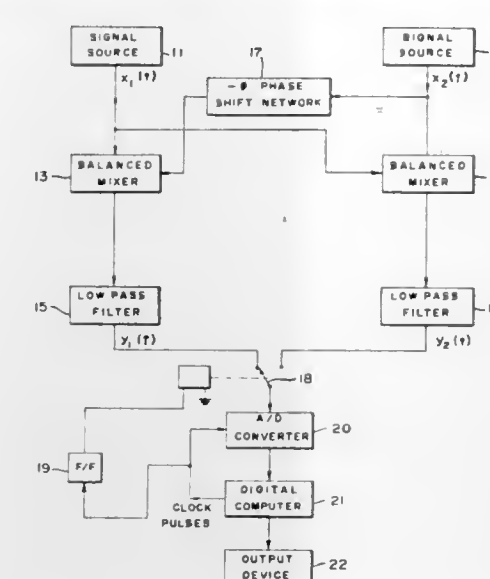 SIGNAL
SOURCE
11
SIGNAL
SOURCE
17
x₁(t)
x₂(t)
-ø PHASE
SHIFT NETWORK
13
BALANCED
MIXER
BALANCED
MIXER
15
LOW PASS
FILTER
LOW PASS
FILTER
y₁(t)
y₂(t)
18
A/D
CONVERTER
20
19
F/F
CLOCK
PULSES
DIGITAL
COMPUTER
21
OUTPUT
DEVICE
22